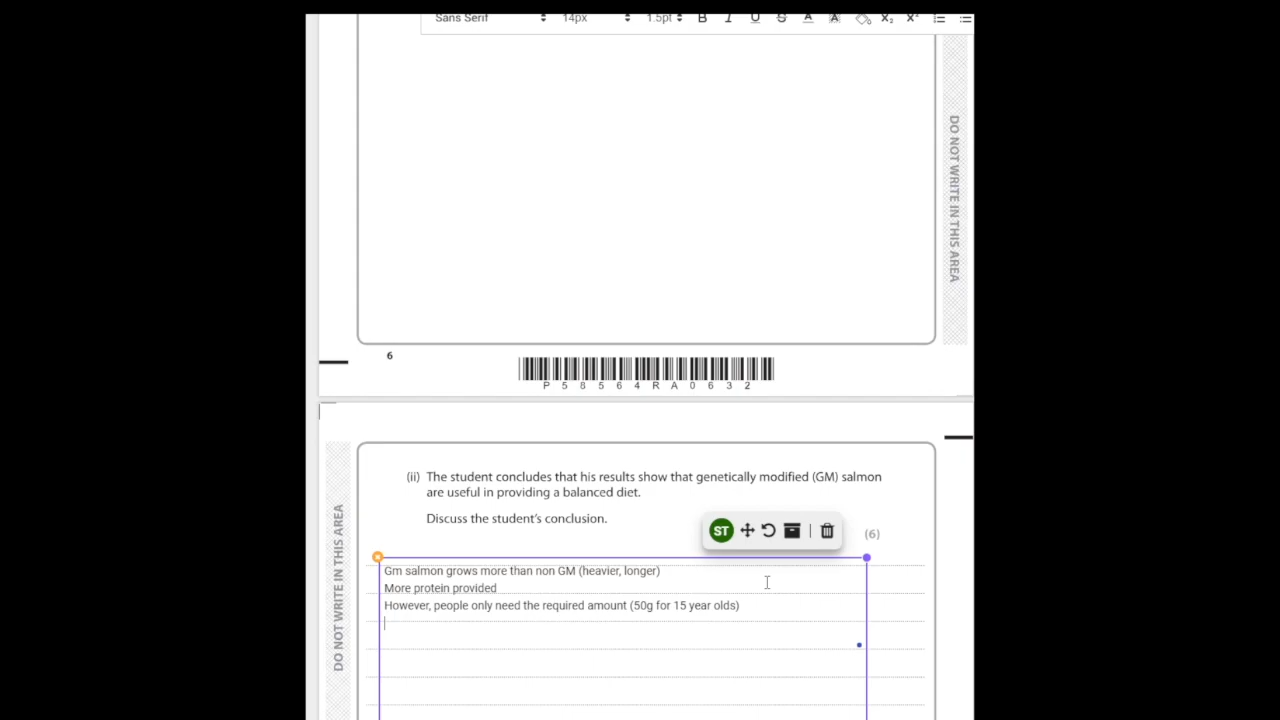 Sans Serif 14px 1.5pt B I U S A A X₂ X²
DO NOT WRITE IN THIS AREA
6
P 5 8 5 6 4 R A 0 6 3 2
DO NOT WRITE IN THIS AREA
(ii) The student concludes that his results show that genetically modified (GM) salmon
are useful in providing a balanced diet.
Discuss the student's conclusion.
ST
(6)
Gm salmon grows more than non GM (heavier, longer)
More protein provided
However, people only need the required amount (50g for 15 year olds)